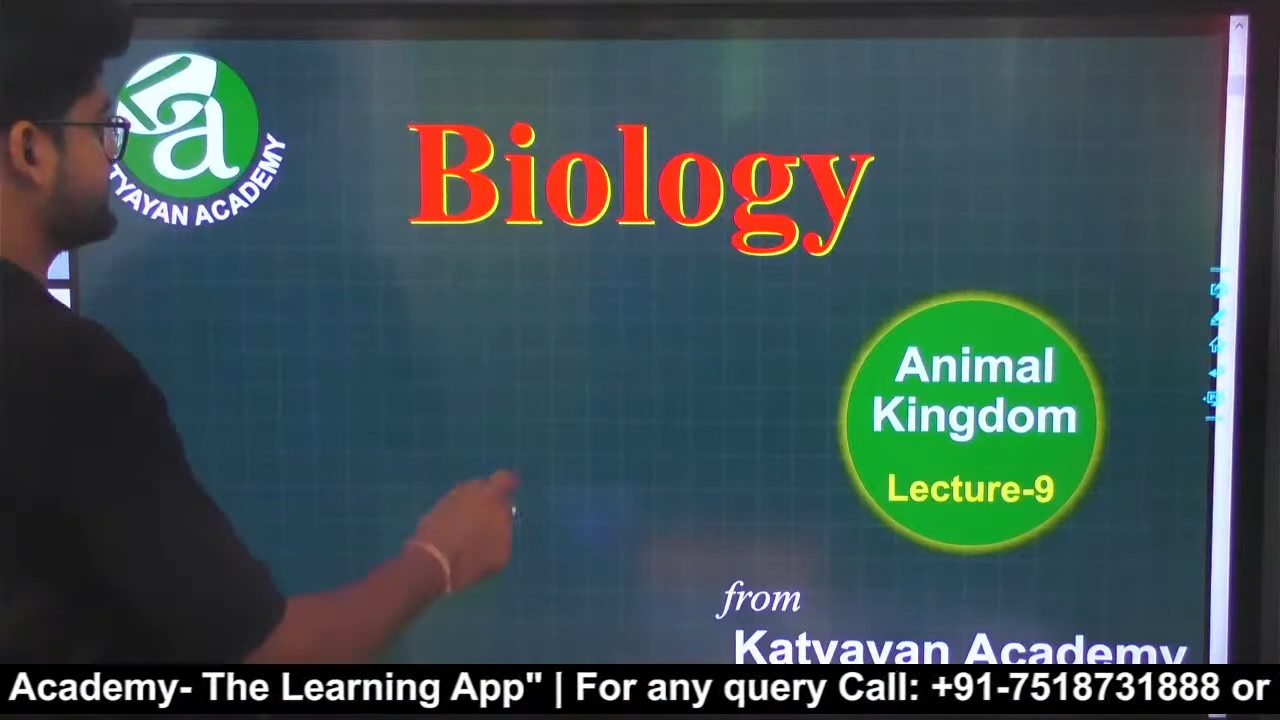 a
TYAYAN ACADEMY
Biology
Animal
Kingdom
Lecture-9
from
Katyayan Academy
Academy- The Learning App" | For any query Call: +91-7518731888 or